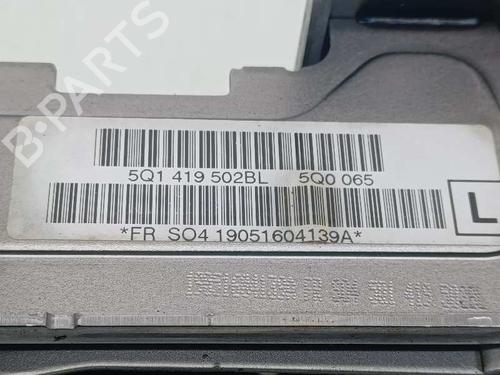 B-PARTS
5Q1 419 502BL 5Q0 065
L
*FR SO4 19051604139A*